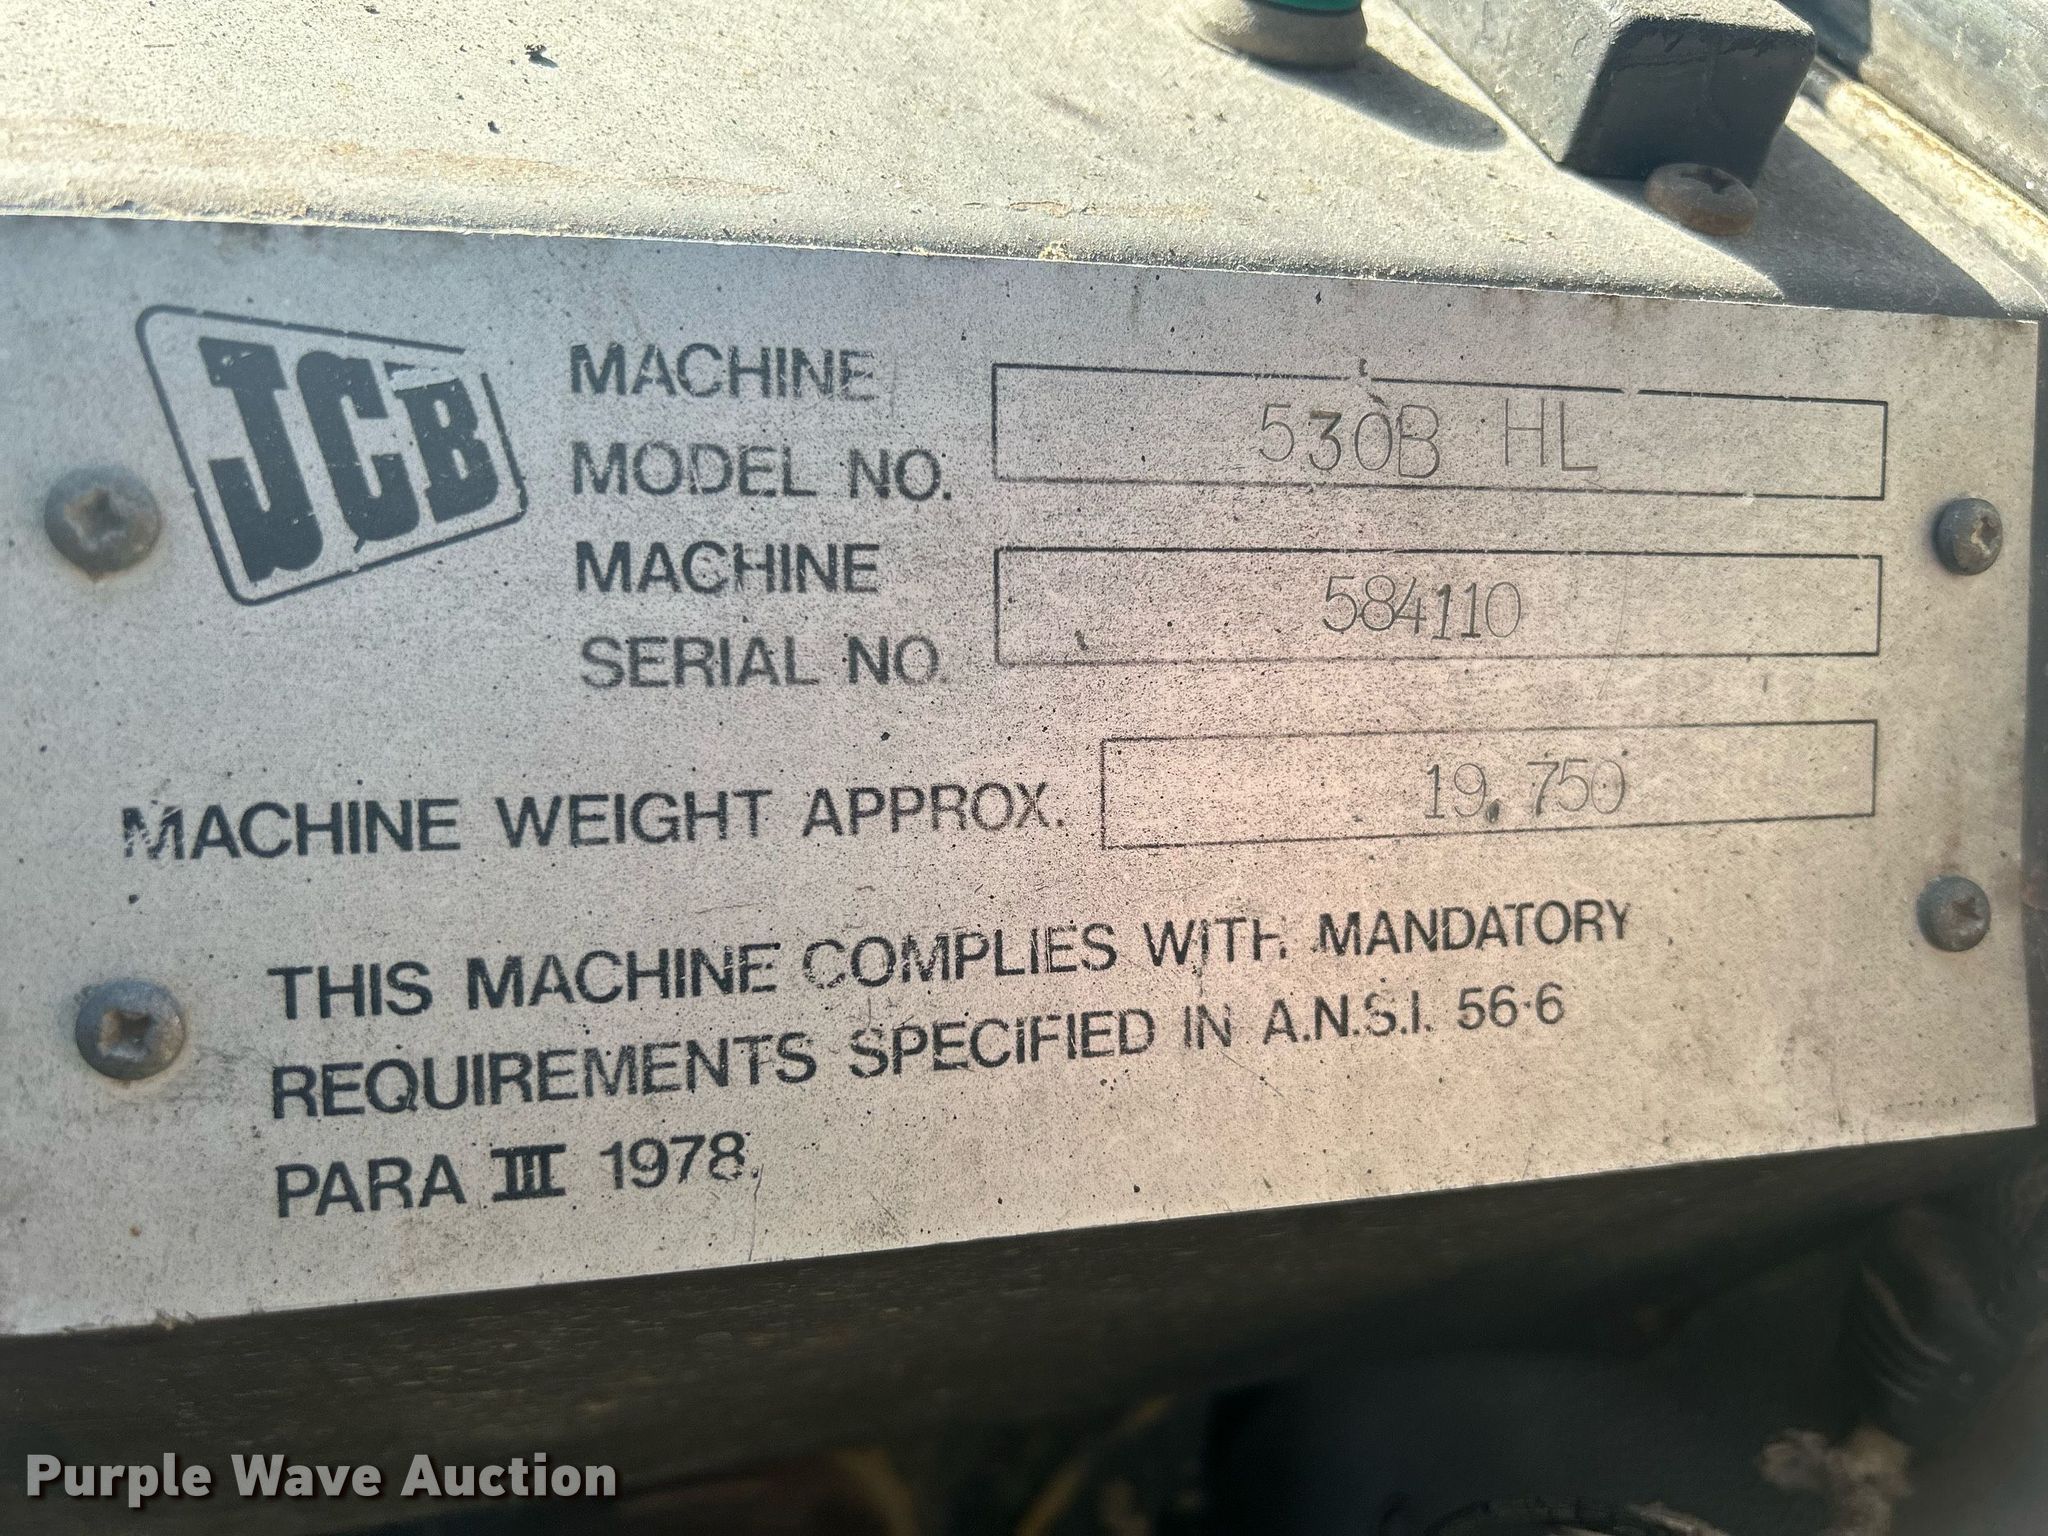 JCB
MACHINE
MODEL NO. 530B HL
MACHINE
SERIAL NO. 584110
MACHINE WEIGHT APPROX. 19,750
THIS MACHINE COMPLIES WITH MANDATORY
REQUIREMENTS SPECIFIED IN A.N.S.I. 56·6
PARA III 1978.
Purple Wave Auction